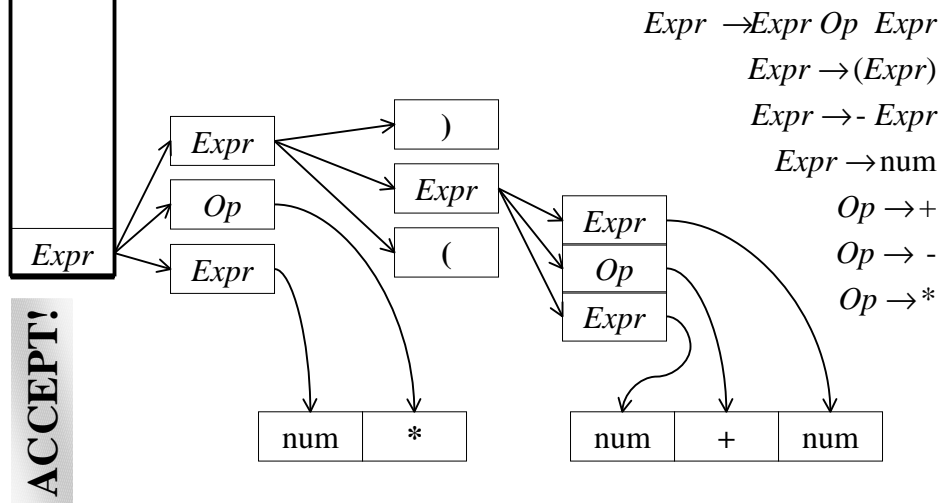 Expr → Expr Op Expr
Expr → (Expr)
Expr → - Expr
Expr → num
Op → +
Op → -
Op → *
)
Expr
Expr
Op
(
Expr
Expr
Expr
Op
Expr
ACCEPT!
num *
num + num